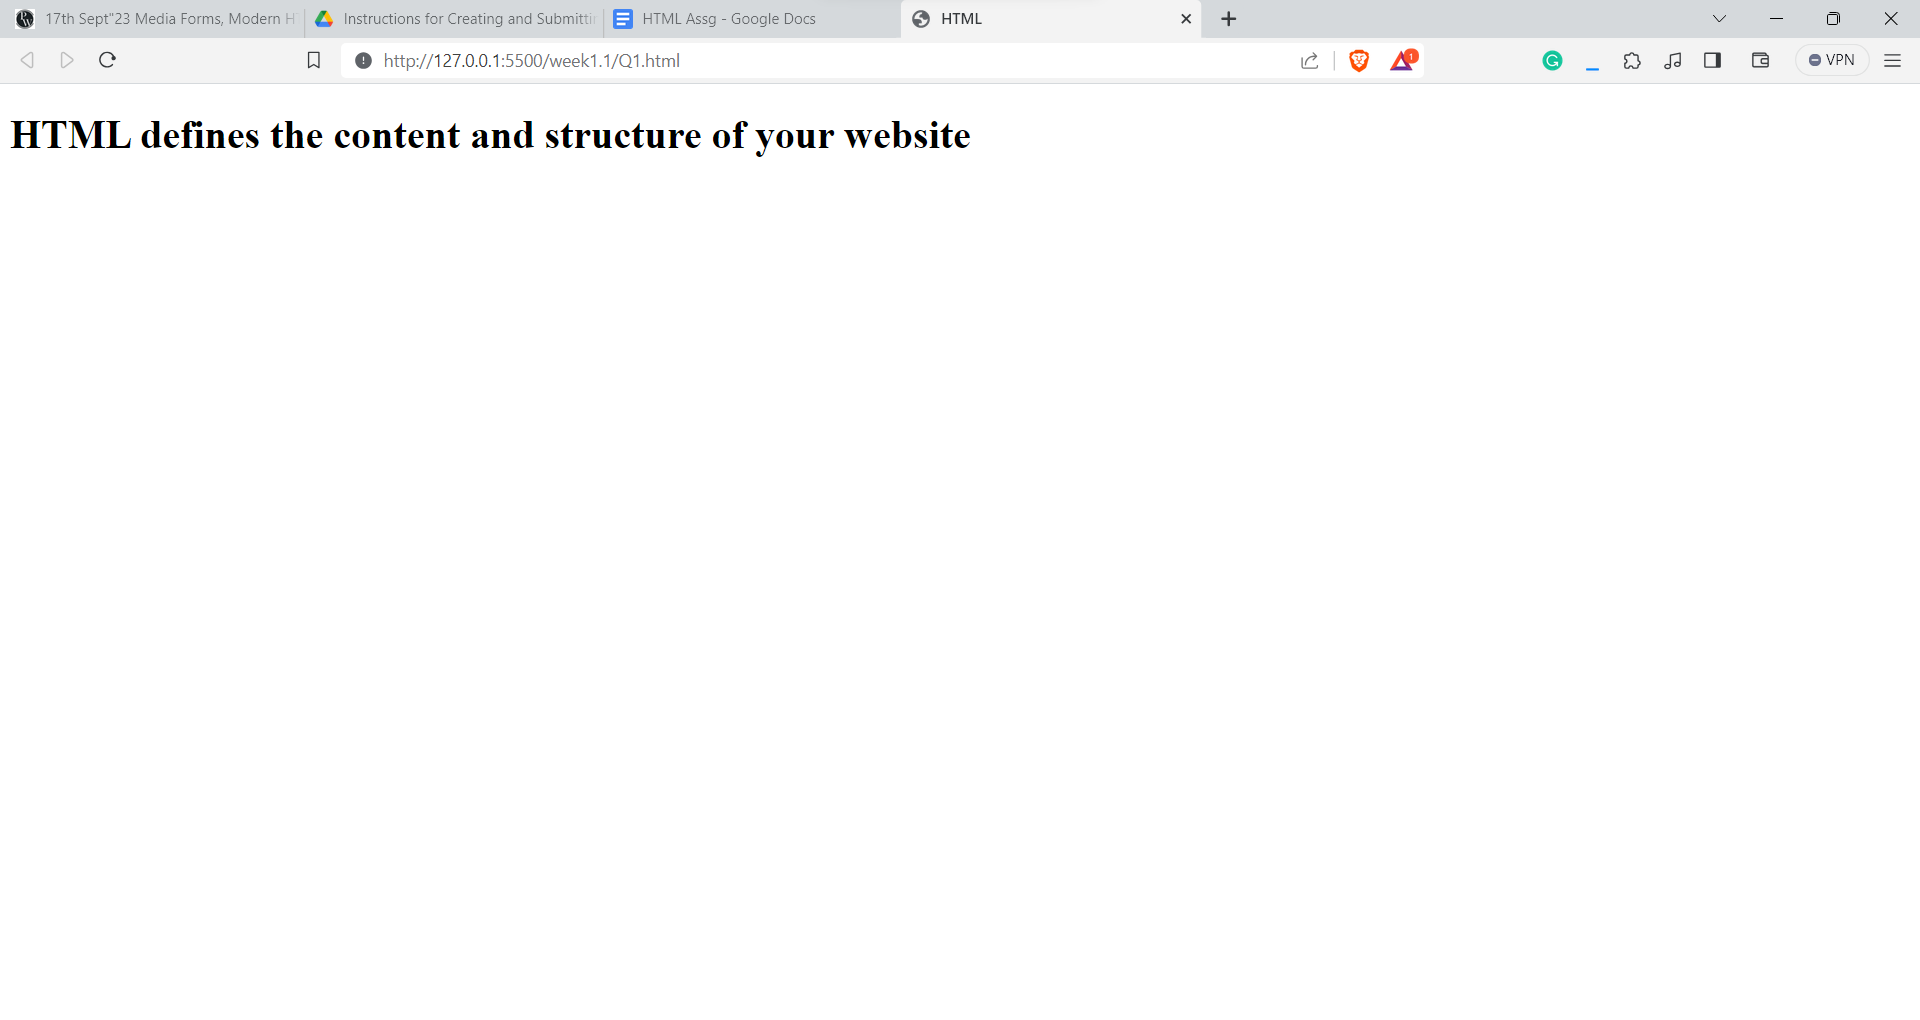 17th Sept"23 Media Forms, Modern H
Instructions for Creating and Submitti
HTML Assg - Google Docs
HTML
http://127.0.0.1:5500/week1.1/Q1.html
1
VPN
HTML defines the content and structure of your website